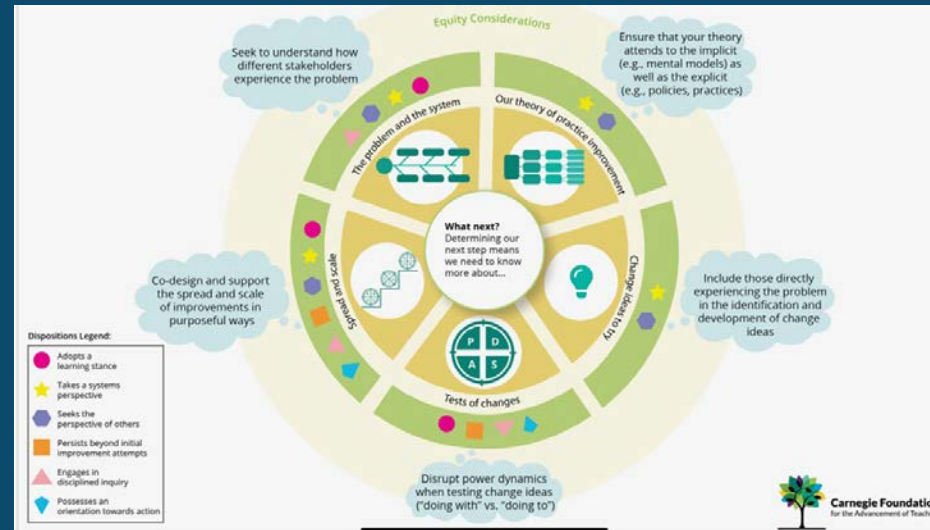 Equity Considerations
Seek to understand how
different stakeholders
experience the problem
Ensure that your theory
attends to the implicit
(e.g., mental models) as
well as the explicit
(e.g., policies, practices)
The problem and the system
Our theory of practice improvement
What next?
Determining our
next step means
we need to know
more about...
Spread and scale
Change ideas to try
Co-design and support
the spread and scale
of improvements in
purposeful ways
Include those directly
experiencing the problem
in the identification and
development of change
ideas
P D
A S
Tests of changes
Disrupt power dynamics
when testing change ideas
("doing with" vs. "doing to")
Dispositions Legend:
Adopts a
learning stance
Takes a systems
perspective
Seeks the
perspective of others
Persists beyond initial
improvement attempts
Engages in
disciplined inquiry
Possesses an
orientation towards action
Carnegie Foundatio
for the Advancement of Teach